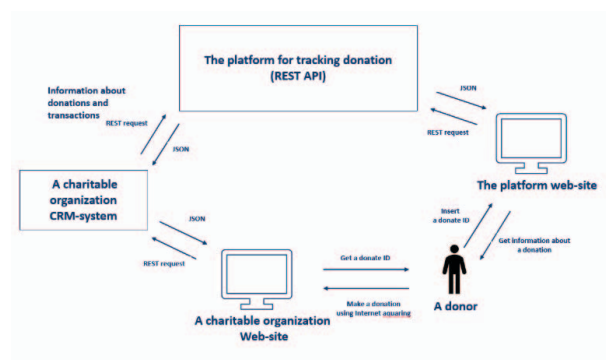 The platform for tracking donation
(REST API)
Information about
donations and
transactions
REST request
JSON
JSON
REST request
A charitable
organization
CRM-system
The platform web-site
JSON
REST request
Insert
a donate ID
Get information about
a donation
Get a donate ID
Make a donation
using Internet aquaring
A donor
A charitable organization
Web-site